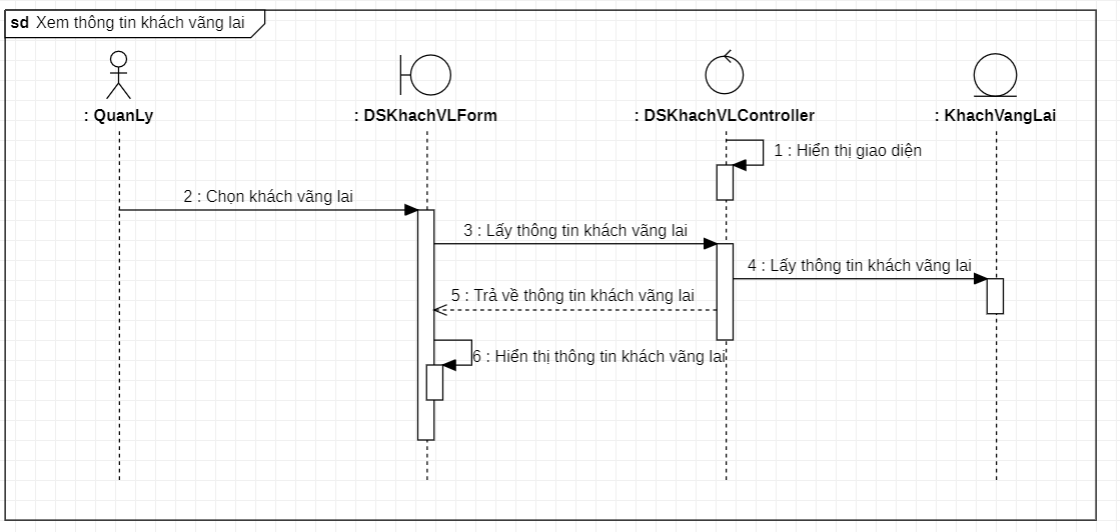 sd Xem thông tin khách vãng lai
: QuanLy
: DSKhachVLForm
: DSKhachVLController
: KhachVangLai
1 : Hiển thị giao diện
2 : Chọn khách vãng lai
3 : Lấy thông tin khách vãng lai
4 : Lấy thông tin khách vãng lai
5 : Trả về thông tin khách vãng lai
6 : Hiển thị thông tin khách vãng lai